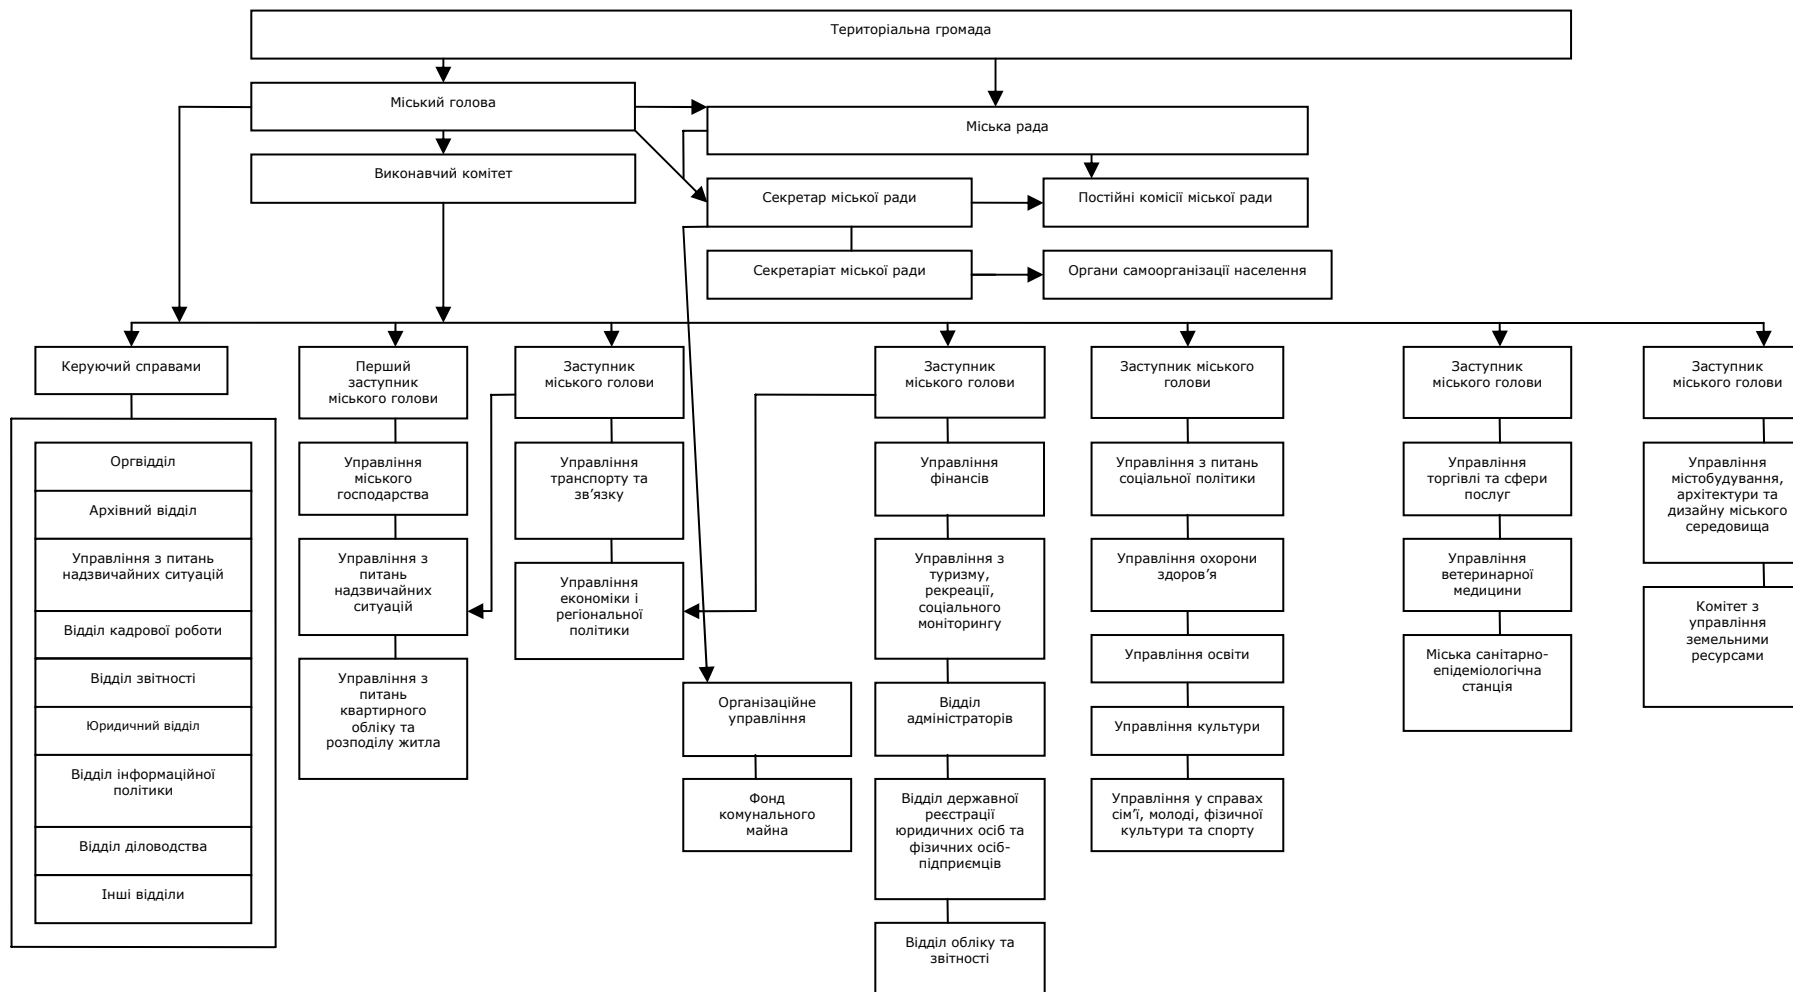 Територіальна громада
Міський голова
Міська рада
Виконавчий комітет
Секретар міської ради
Постійні комісії міської ради
Секретаріат міської ради
Органи самоорганізації населення
Керуючий справами
Оргвідділ
Архівний відділ
Управління з питань
надзвичайних ситуацій
Відділ кадрової роботи
Відділ звітності
Юридичний відділ
Відділ інформаційної
політики
Відділ діловодства
Інші відділи
Перший
заступник
міського голови
Управління
міського
господарства
Управління з
питань
надзвичайних
ситуацій
Управління з
питань
квартирного
обліку та
розподілу житла
Заступник
міського голови
Управління
транспорту та
зв’язку
Управління
економіки і
регіональної
політики
Організаційне
управління
Фонд
комунального
майна
Заступник
міського голови
Управління
фінансів
Управління з
туризму,
рекреації,
соціального
моніторингу
Відділ
адміністраторів
Відділ державної
реєстрації
юридичних осіб та
фізичних осіб-
підприємців
Відділ обліку та
звітності
Заступник міського
голови
Управління з питань
соціальної політики
Управління охорони
здоров’я
Управління освіти
Управління культури
Управління у справах
сім’ї, молоді, фізичної
культури та спорту
Заступник
міського голови
Управління
торгівлі та сфери
послуг
Управління
ветеринарної
медицини
Міська санітарно-
епідеміологічна
станція
Заступник
міського голови
Управління
містобудування,
архітектури та
дизайну міського
середовища
Комітет з
управління
земельними
ресурсами